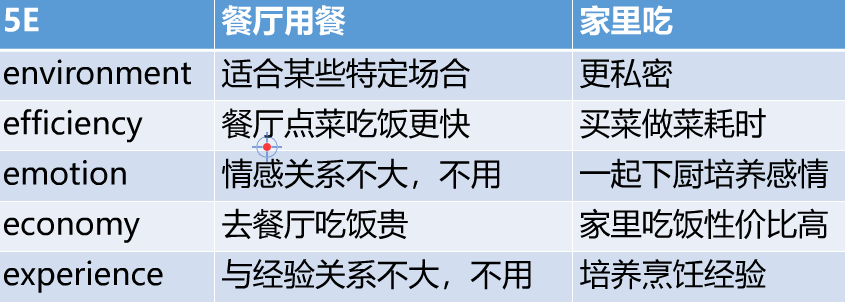 5E 餐厅用餐 家里吃
environment 适合某些特定场合 更私密
efficiency 餐厅点菜吃饭更快 买菜做菜耗时
emotion 情感关系不大，不用 一起下厨培养感情
economy 去餐厅吃饭贵 家里吃饭性价比高
experience 与经验关系不大，不用 培养烹饪经验